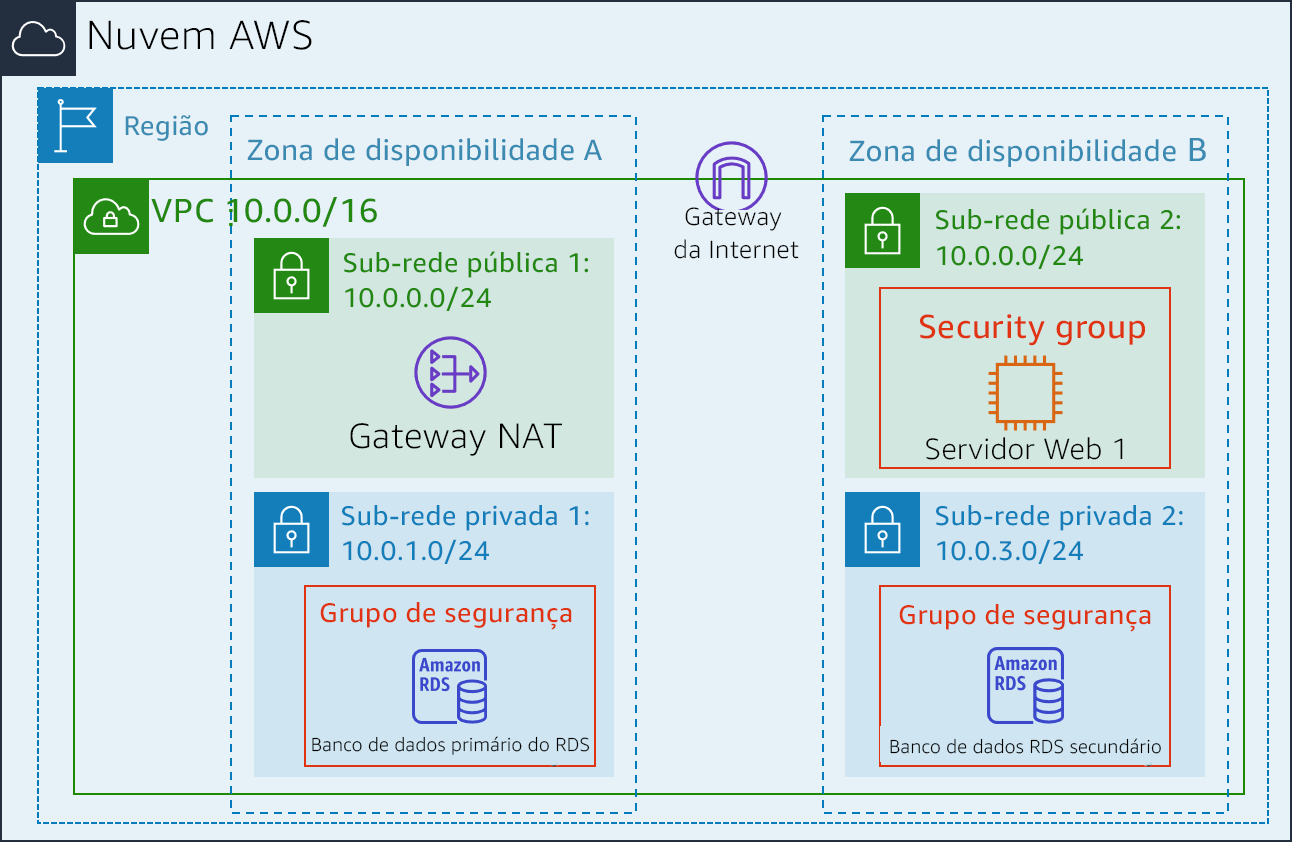 Nuvem AWS
Região
Zona de disponibilidade A
Zona de disponibilidade B
VPC 10.0.0/16
Gateway
da Internet
Sub-rede pública 1:
10.0.0.0/24
Gateway NAT
Sub-rede pública 2:
10.0.0.0/24
Security group
Servidor Web 1
Sub-rede privada 1:
10.0.1.0/24
Grupo de segurança
Amazon
RDS
Banco de dados primário do RDS
Sub-rede privada 2:
10.0.3.0/24
Grupo de segurança
Amazon
RDS
Banco de dados RDS secundário